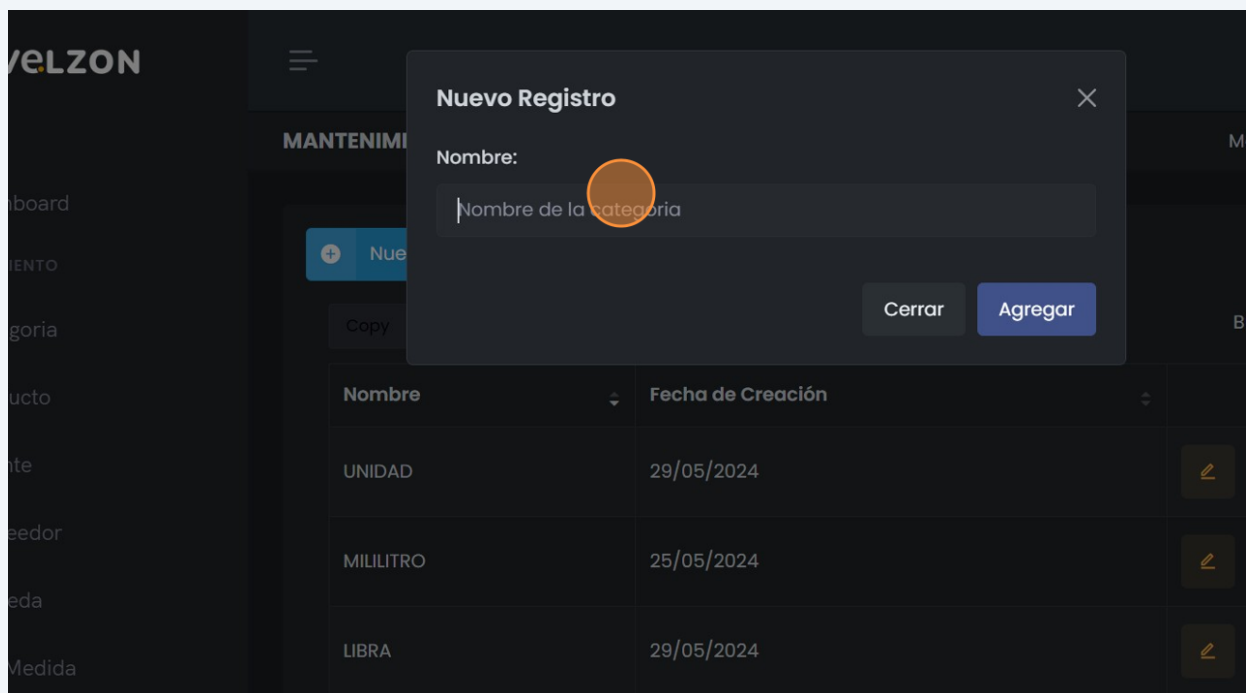 velzon
Nuevo Registro
MANTENIMI
M
Nombre:
Nombre de la categoria
nboard
Nue
IENTO
Cerrar
Agregar
goria
Copy
B
Nombre
Fecha de Creación
ucto
UNIDAD
29/05/2024
nte
eedor
MILILITRO
25/05/2024
eda
LIBRA
29/05/2024
Medida